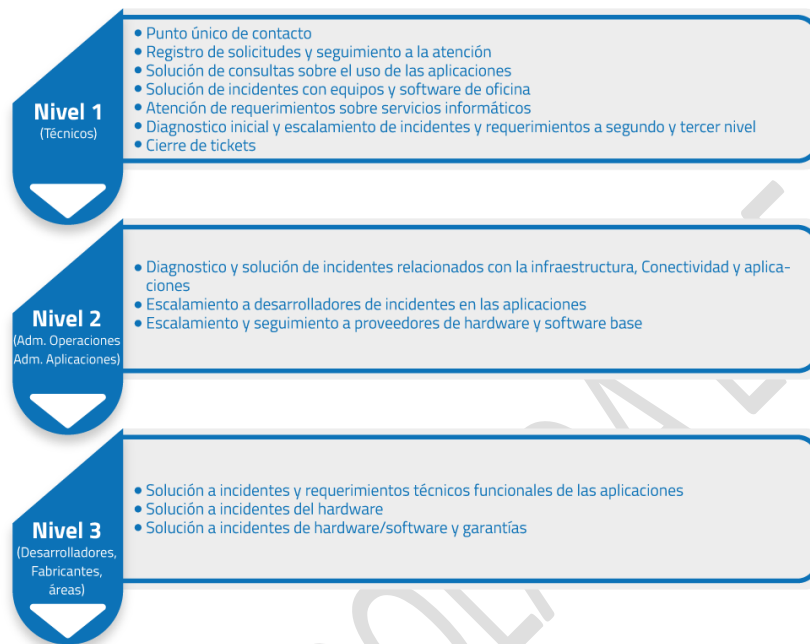 Nivel 1
(Técnicos)
• Punto único de contacto
• Registro de solicitudes y seguimiento a la atención
• Solución de consultas sobre el uso de las aplicaciones
• Solución de incidentes con equipos y software de oficina
• Atención de requerimientos sobre servicios informáticos
• Diagnostico inicial y escalamiento de incidentes y requerimientos a segundo y tercer nivel
• Cierre de tickets
Nivel 2
(Adm. Operaciones
Adm. Aplicaciones)
• Diagnostico y solución de incidentes relacionados con la infraestructura, Conectividad y aplica-
ciones
• Escalamiento a desarrolladores de incidentes en las aplicaciones
• Escalamiento y seguimiento a proveedores de hardware y software base
Nivel 3
(Desarrolladores,
Fabricantes,
áreas)
• Solución a incidentes y requerimientos técnicos funcionales de las aplicaciones
• Solución a incidentes del hardware
• Solución a incidentes de hardware/software y garantías